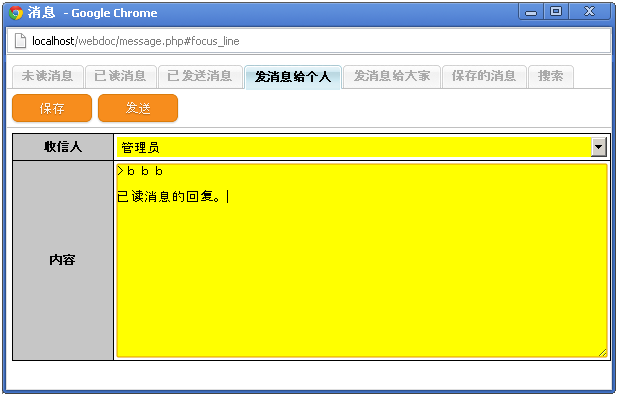 消息 - Google Chrome
localhost/webdoc/message.php#focus_line
未读消息 已读消息 已发送消息 发消息给个人 发消息给大家 保存的消息 搜索
保存 发送
收信人 管理员
>b b b
已读消息的回复。
内容